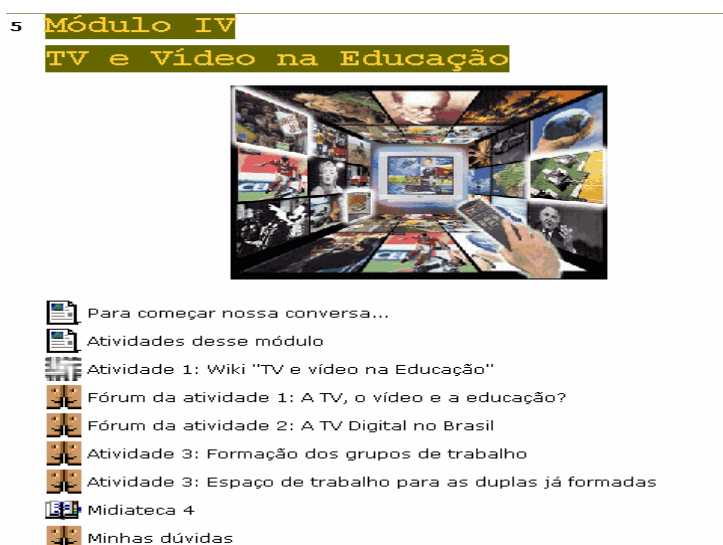 5 Módulo IV
TV e Vídeo na Educação
Para começar nossa conversa...
Atividades desse módulo
Atividade 1: Wiki "TV e vídeo na Educação"
Fórum da atividade 1: A TV, o vídeo e a educação?
Fórum da atividade 2: A TV Digital no Brasil
Atividade 3: Formação dos grupos de trabalho
Atividade 3: Espaço de trabalho para as duplas já formadas
Midiateca 4
Minhas dúvidas